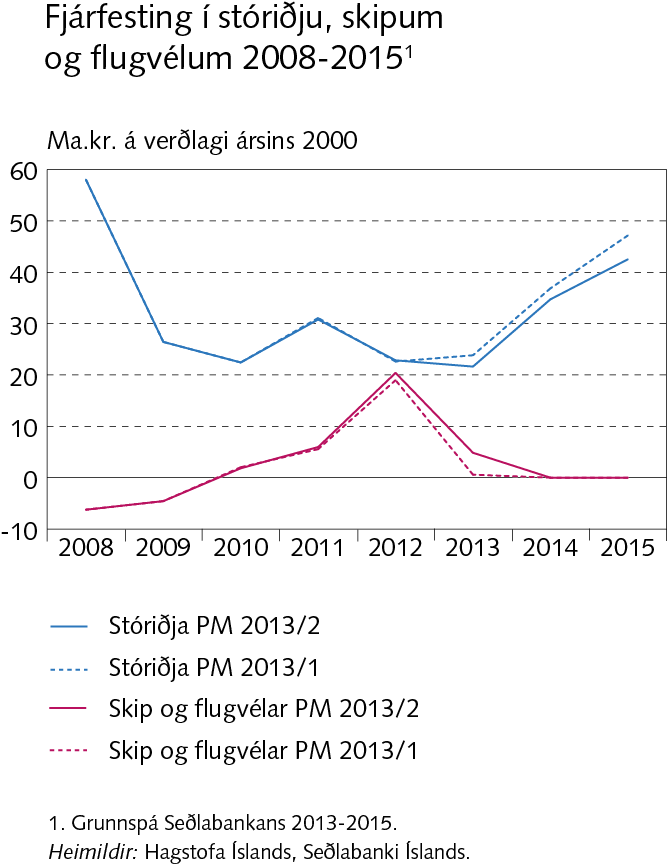 Fjárfesting í stóriðju, skipum
og flugvélum 2008-2015¹
Ma.kr. á verðlagi ársins 2000
60
50
40
30
20
10
0
-10
2008 2009 2010 2011 2012 2013 2014 2015
Stóriðja PM 2013/2
Stóriðja PM 2013/1
Skip og flugvélar PM 2013/2
Skip og flugvélar PM 2013/1
1. Grunnspá Seðlabankans 2013-2015.
Heimildir: Hagstofa Íslands, Seðlabanki Íslands.